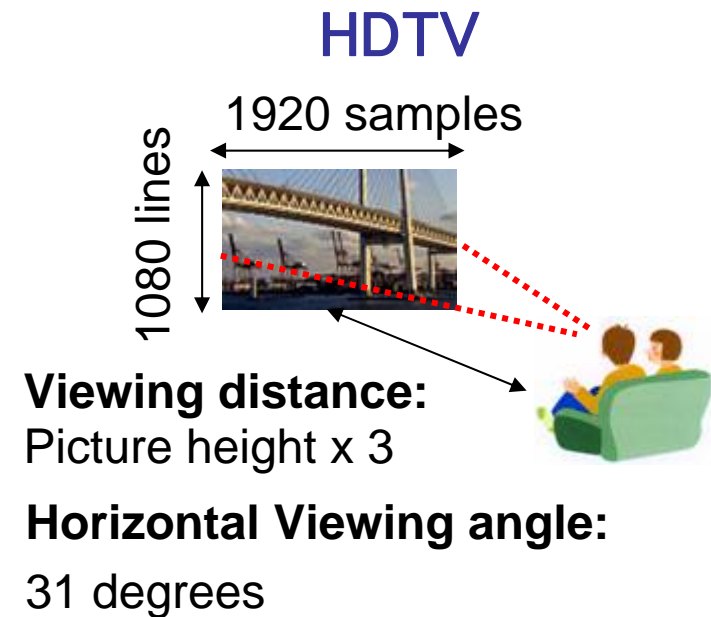 HDTV
1920 samples
1080 lines
Viewing distance:
Picture height x 3
Horizontal Viewing angle:
31 degrees